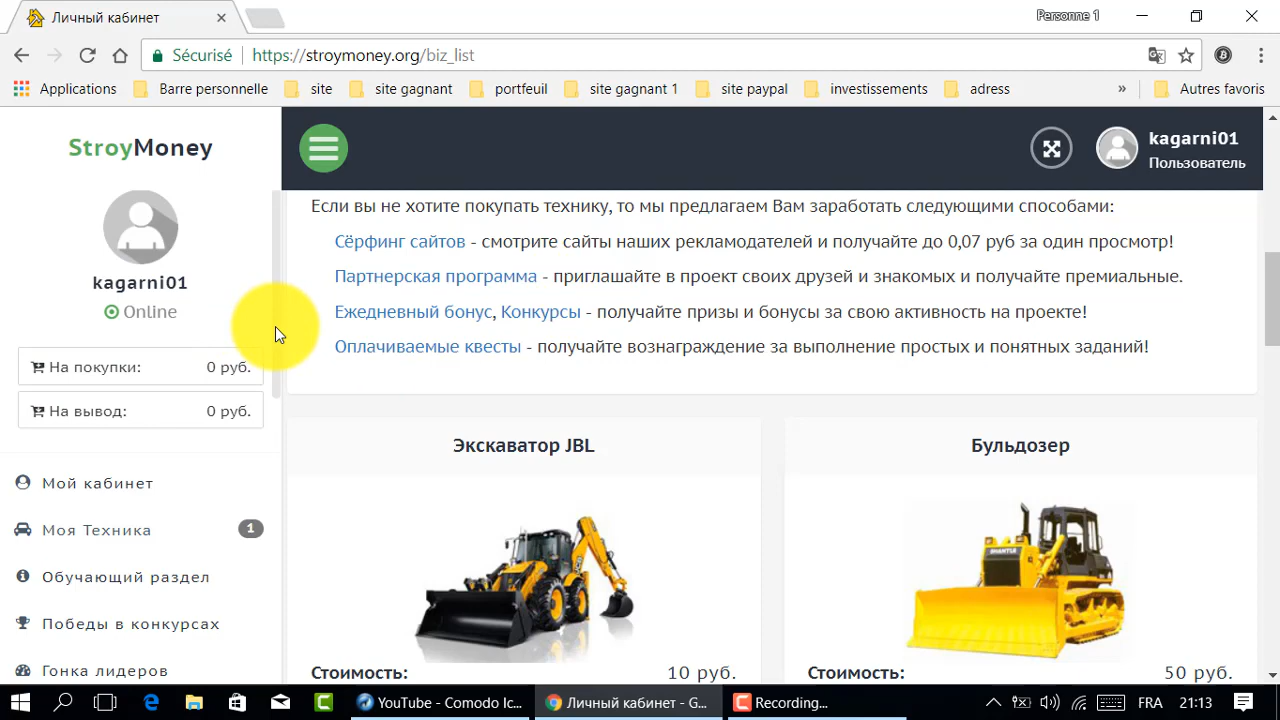 Личный кабинет
Personne 1
Sécurisé
https://stroymoney.org/biz_list
Applications
Barre personnelle
site
site gagnant
portfeuil
site gagnant 1
site paypal
investissements
adress
»
Autres favoris
StroyMoney
kagarni01
Online
На покупки: 0 руб.
На вывод: 0 руб.
Мой кабинет
Моя Техника 1
Обучающий раздел
Победы в конкурсах
Гонка лидеров
kagarni01
Пользователь
Если вы не хотите покупать технику, то мы предлагаем Вам заработать следующими способами:
Сёрфинг сайтов - смотрите сайты наших рекламодателей и получайте до 0,07 руб за один просмотр!
Партнерская программа - приглашайте в проект своих друзей и знакомых и получайте премиальные.
Ежедневный бонус, Конкурсы - получайте призы и бонусы за свою активность на проекте!
Оплачиваемые квесты - получайте вознаграждение за выполнение простых и понятных заданий!
Экскаватор JBL
Стоимость: 10 руб.
Бульдозер
SHANTUI
Стоимость: 50 руб.
YouTube - Comodo Ic...
Личный кабинет - G...
Recording...
FRA
21:13